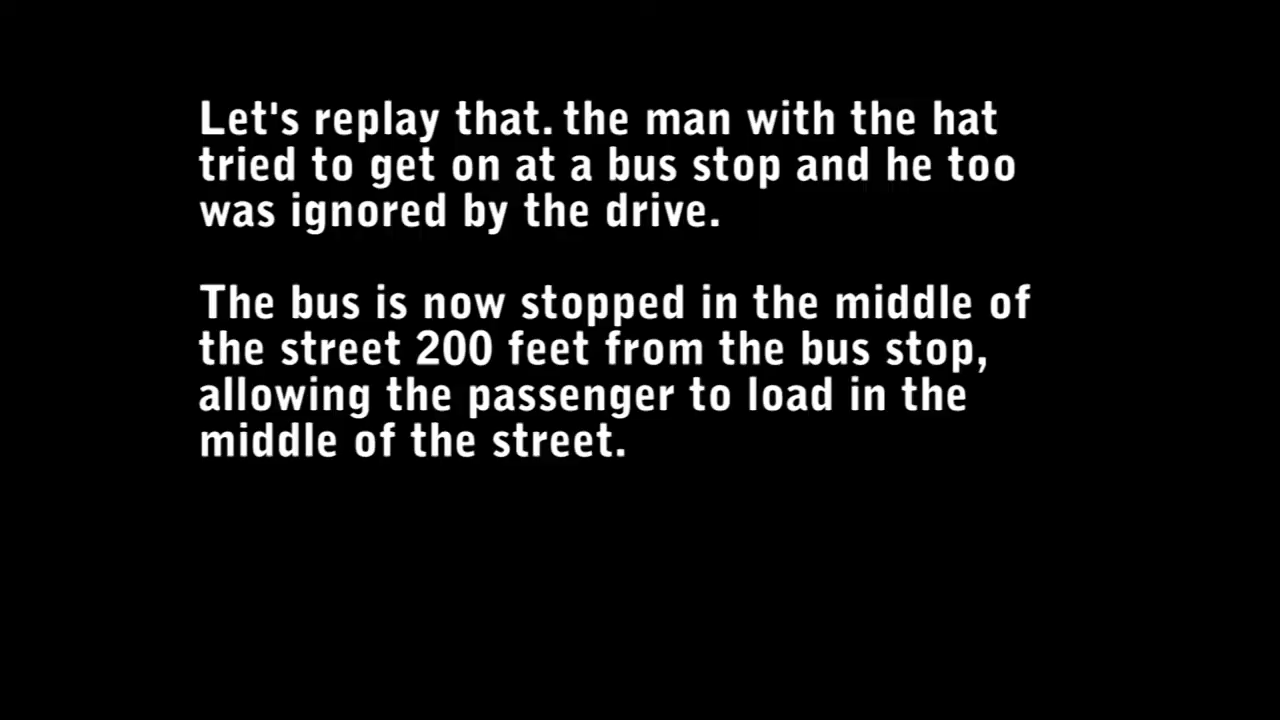 Let's replay that. the man with the hat
tried to get on at a bus stop and he too
was ignored by the drive.
The bus is now stopped in the middle of
the street 200 feet from the bus stop,
allowing the passenger to load in the
middle of the street.